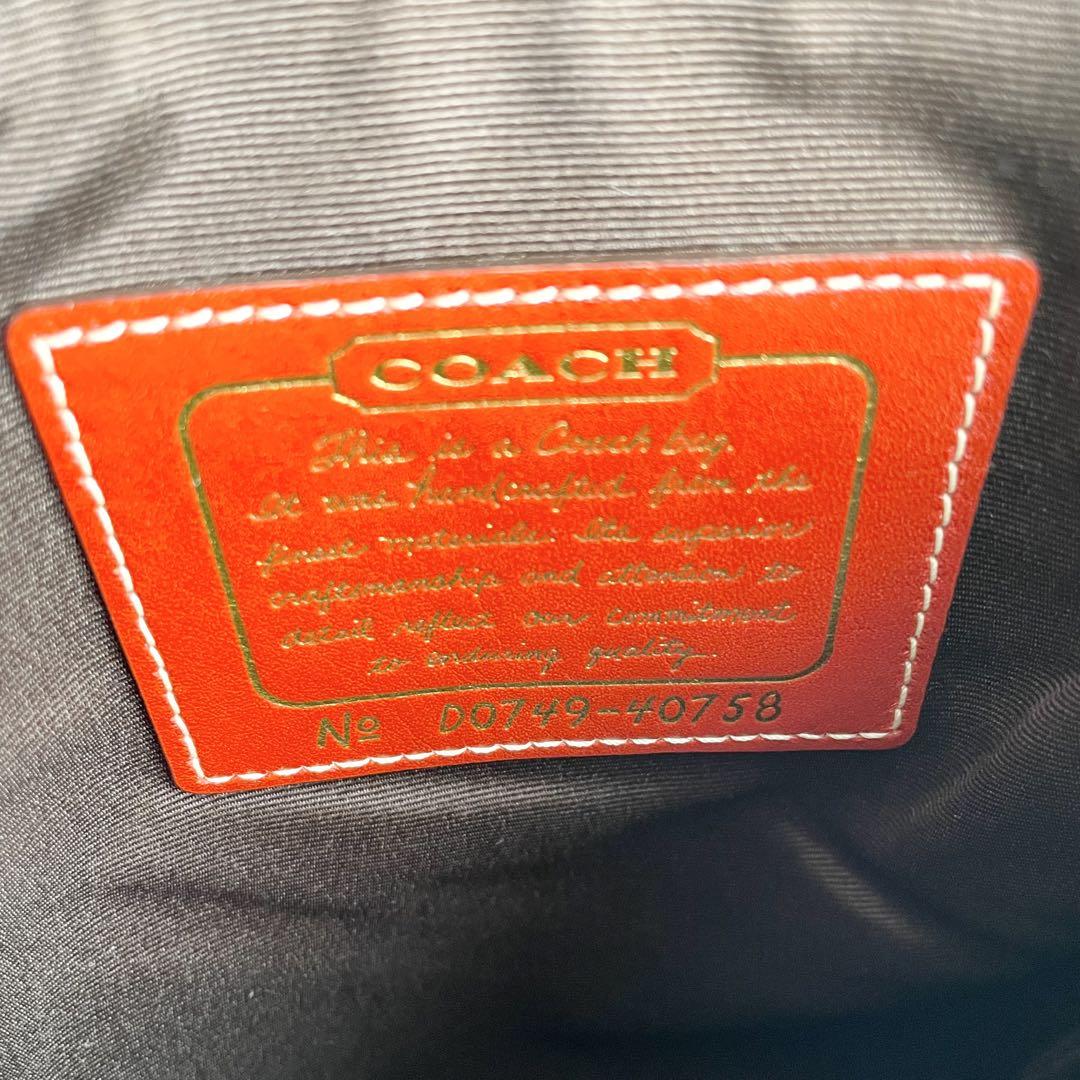 COACH
This is a Coach bag.
It was handcrafted from the
finest materials. Its superior
craftsmanship and attention to
detail reflect our commitment
to enduring quality.
No D0749-40758